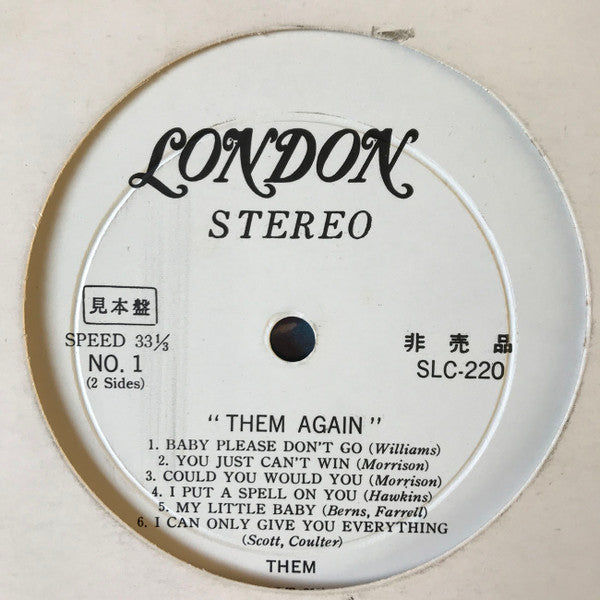 LONDON
STEREO
見本盤
SPEED 33⅓
NO. 1
(2 Sides)
非売品
SLC-220
"THEM AGAIN"
1. BABY PLEASE DON'T GO (Williams)
2. YOU JUST CAN'T WIN (Morrison)
3. COULD YOU WOULD YOU (Morrison)
4. I PUT A SPELL ON YOU (Hawkins)
5. MY LITTLE BABY (Berns, Farrell)
6. I CAN ONLY GIVE YOU EVERYTHING
(Scott, Coulter)
THEM